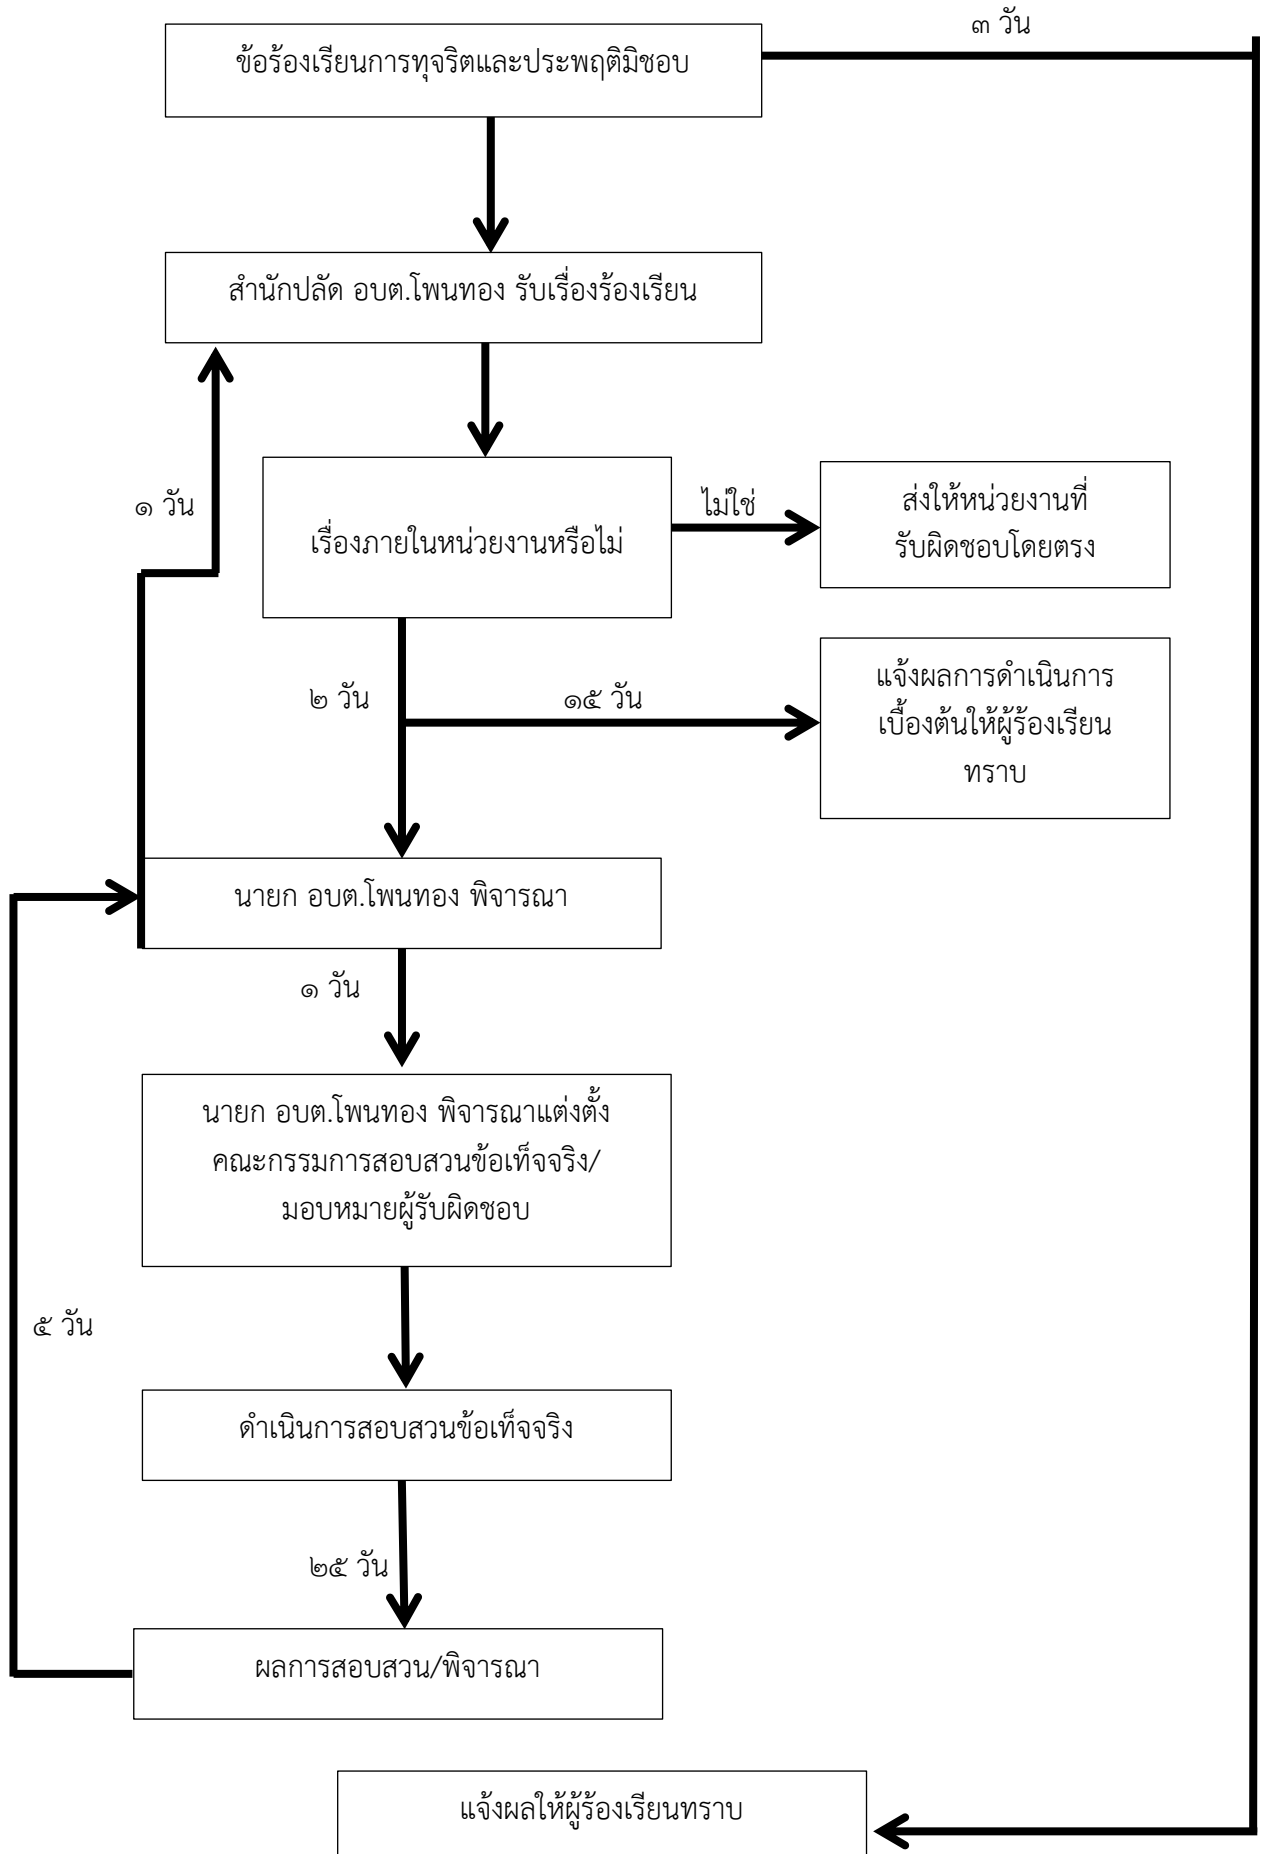 ๓ วัน
ข้อร้องเรียนการทุจริตและประพฤติมิชอบ
สำนักปลัด อบต.โพนทอง รับเรื่องร้องเรียน
๑ วัน
เรื่องภายในหน่วยงานหรือไม่
ไม่ใช่
ส่งให้หน่วยงานที่
รับผิดชอบโดยตรง
๒ วัน
๑๕ วัน
แจ้งผลการดำเนินการ
เบื้องต้นให้ผู้ร้องเรียน
ทราบ
นายก อบต.โพนทอง พิจารณา
๑ วัน
นายก อบต.โพนทอง พิจารณาแต่งตั้ง
คณะกรรมการสอบสวนข้อเท็จจริง/
มอบหมายผู้รับผิดชอบ
๕ วัน
ดำเนินการสอบสวนข้อเท็จจริง
๒๕ วัน
ผลการสอบสวน/พิจารณา
แจ้งผลให้ผู้ร้องเรียนทราบ